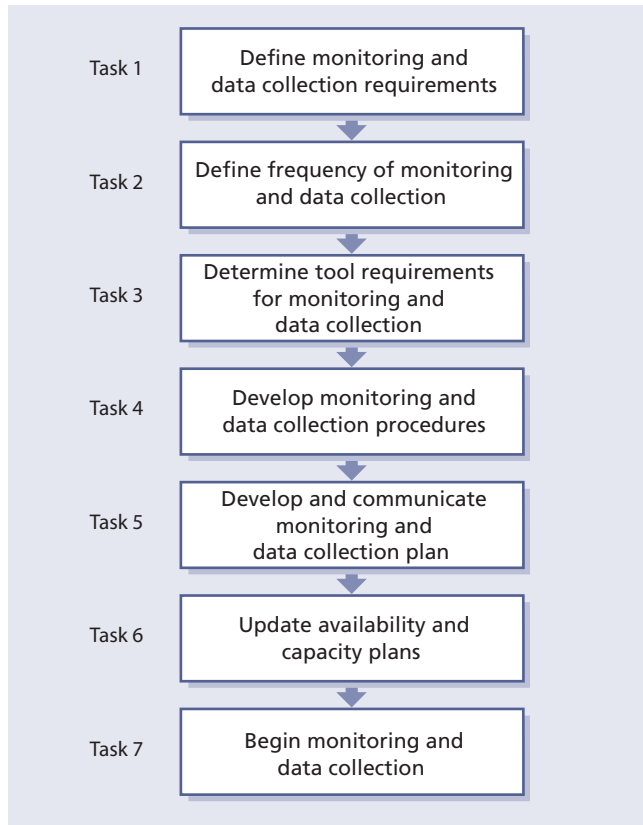 Task 1
Define monitoring and
data collection requirements
Task 2
Define frequency of monitoring
and data collection
Task 3
Determine tool requirements
for monitoring and
data collection
Task 4
Develop monitoring and
data collection procedures
Task 5
Develop and communicate
monitoring and
data collection plan
Task 6
Update availability and
capacity plans
Task 7
Begin monitoring and
data collection